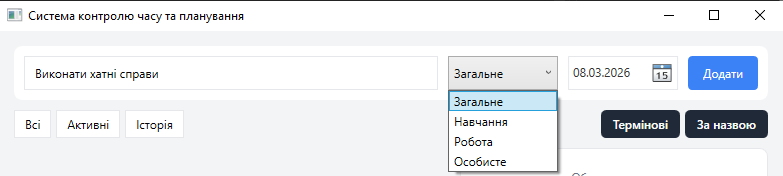 Система контролю часу та планування
Виконати хатні справи
Загальне
08.03.2026
15
Додати
Загальне
Навчання
Робота
Особисте
Всі
Активні
Історія
Термінові
За назвою